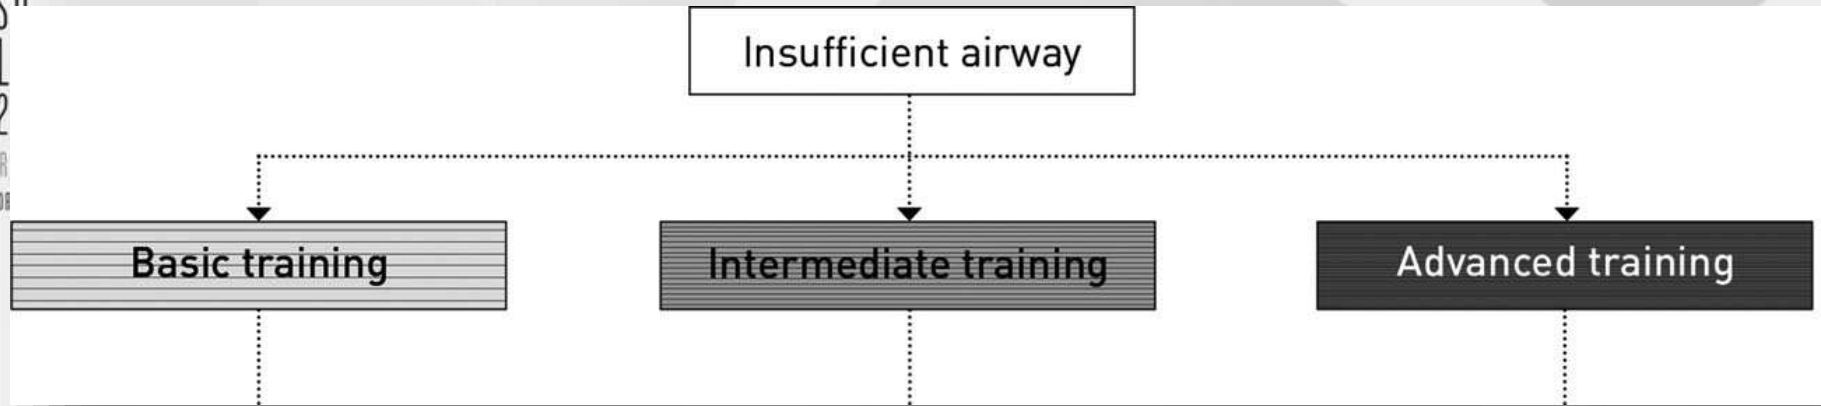 Insufficient airway
Basic training
Intermediate training
Advanced training